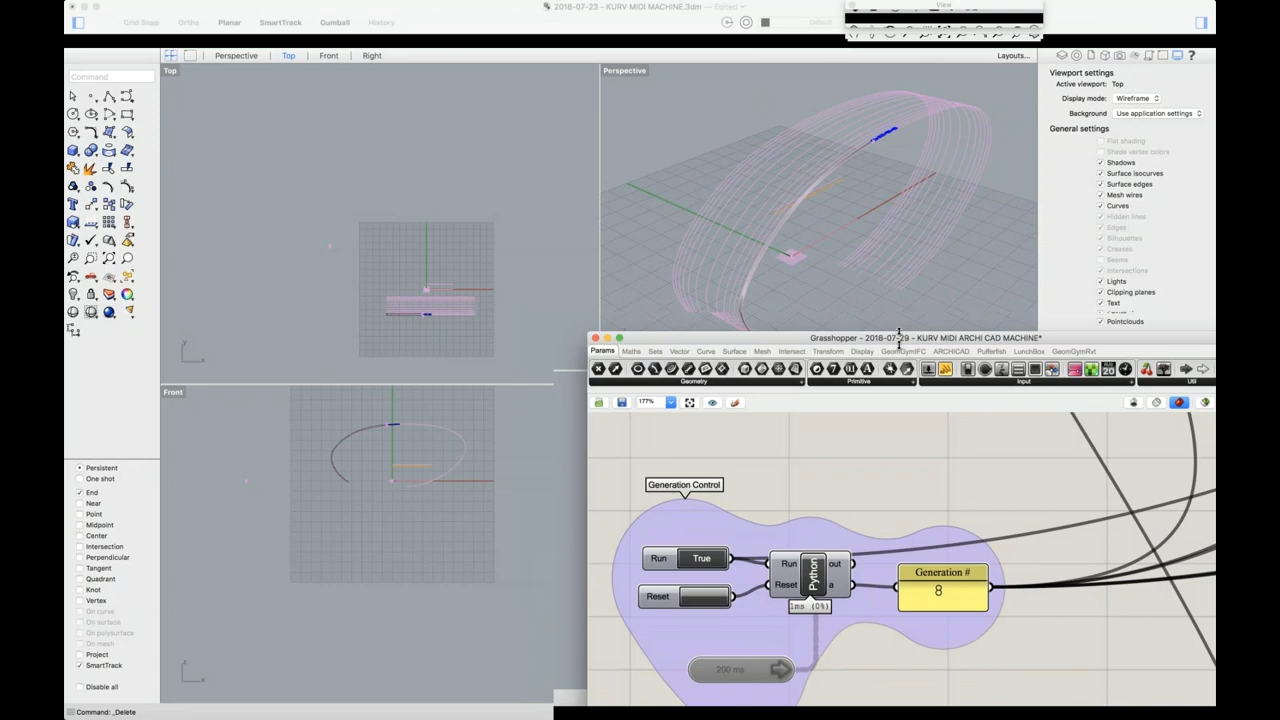 2018-07-23 - KURV MIDI MACHINE.3dm — Edited
View
Grid Snap Ortho Planar SmartTrack Gumball History
Default
Perspective Top Front Right
Layouts...
Command
Top
Perspective
Front
Viewport settings
Active viewport: Top
Display mode: Wireframe
Background Use application settings
General settings
Flat shading
Shade vertex colors
Shadows
Surface isocurves
Surface edges
Mesh wires
Curves
Hidden lines
Edges
Silhouettes
Creases
Seams
Intersections
Lights
Clipping planes
Text
Pointclouds
y
x
z
x
Persistent
One shot
End
Near
Point
Midpoint
Center
Intersection
Perpendicular
Tangent
Quadrant
Knot
Vertex
On curve
On surface
On polysurface
On mesh
Project
SmartTrack
Disable all
Command: _Delete
Grasshopper - 2018-07-29 - KURV MIDI ARCHI CAD MACHINE*
Params Maths Sets Vector Curve Surface Mesh Intersect Transform Display GeomGymIFC ARCHICAD Pufferfish LunchBox GeomGymRvt
Geometry Primitive Input Util
177%
Generation Control
Run True
Run out
Python
Reset
Reset a
1ms (0%)
Generation #
8
200 ms